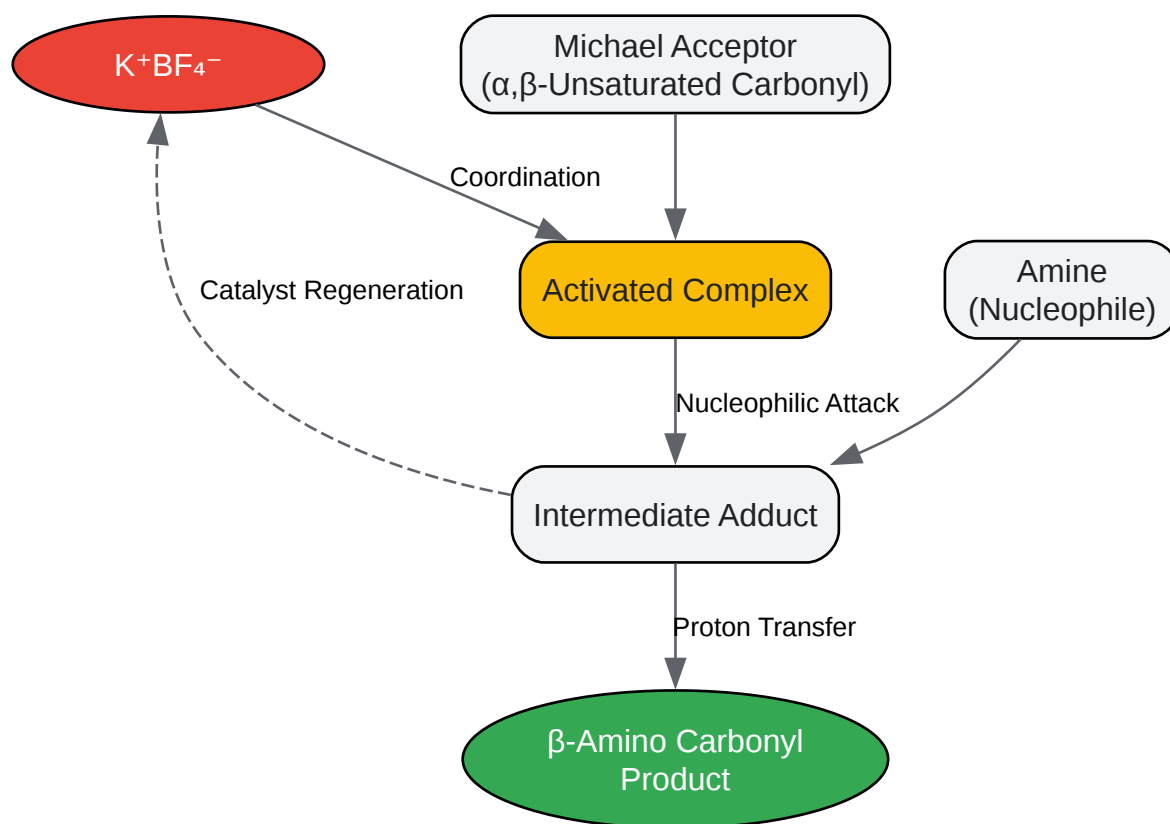 K⁺BF₄⁻
Michael Acceptor
(α,β-Unsaturated Carbonyl)
Coordination
Catalyst Regeneration
Activated Complex
Amine
(Nucleophile)
Nucleophilic Attack
Intermediate Adduct
Proton Transfer
β-Amino Carbonyl
Product